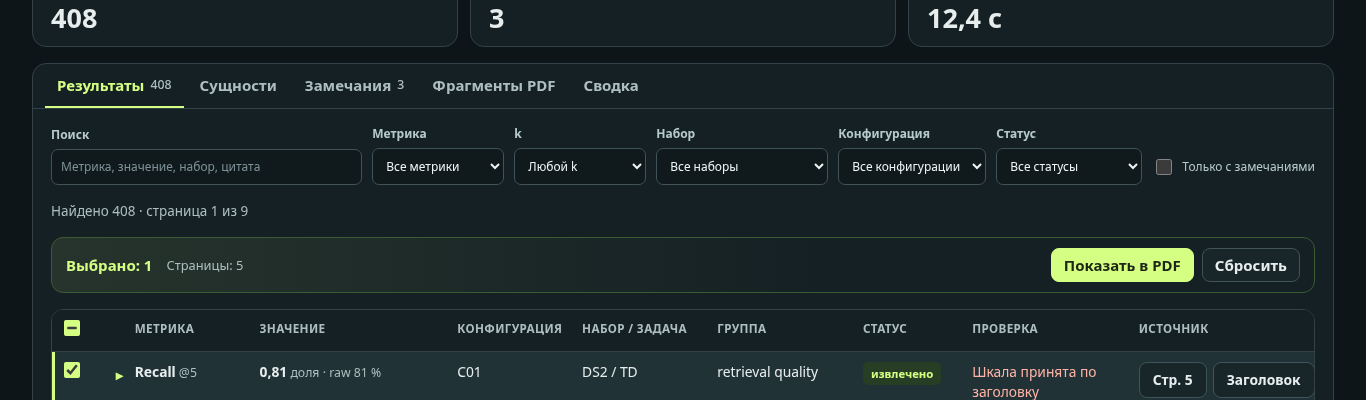 408
3
12,4 с
Результаты 408 Сущности Замечания 3 Фрагменты PDF Сводка
Поиск Метрика k Набор Конфигурация Статус
Метрика, значение, набор, цитата Все метрики Любой k Все наборы Все конфигурации Все статусы Только с замечаниями
Найдено 408 · страница 1 из 9
Выбрано: 1 Страницы: 5 Показать в PDF Сбросить
МЕТРИКА ЗНАЧЕНИЕ КОНФИГУРАЦИЯ НАБОР / ЗАДАЧА ГРУППА СТАТУС ПРОВЕРКА ИСТОЧНИК
Recall @5 0,81 доля · raw 81 % C01 DS2 / TD retrieval quality извлечено Шкала принята по Стр. 5 Заголовок
заголовку